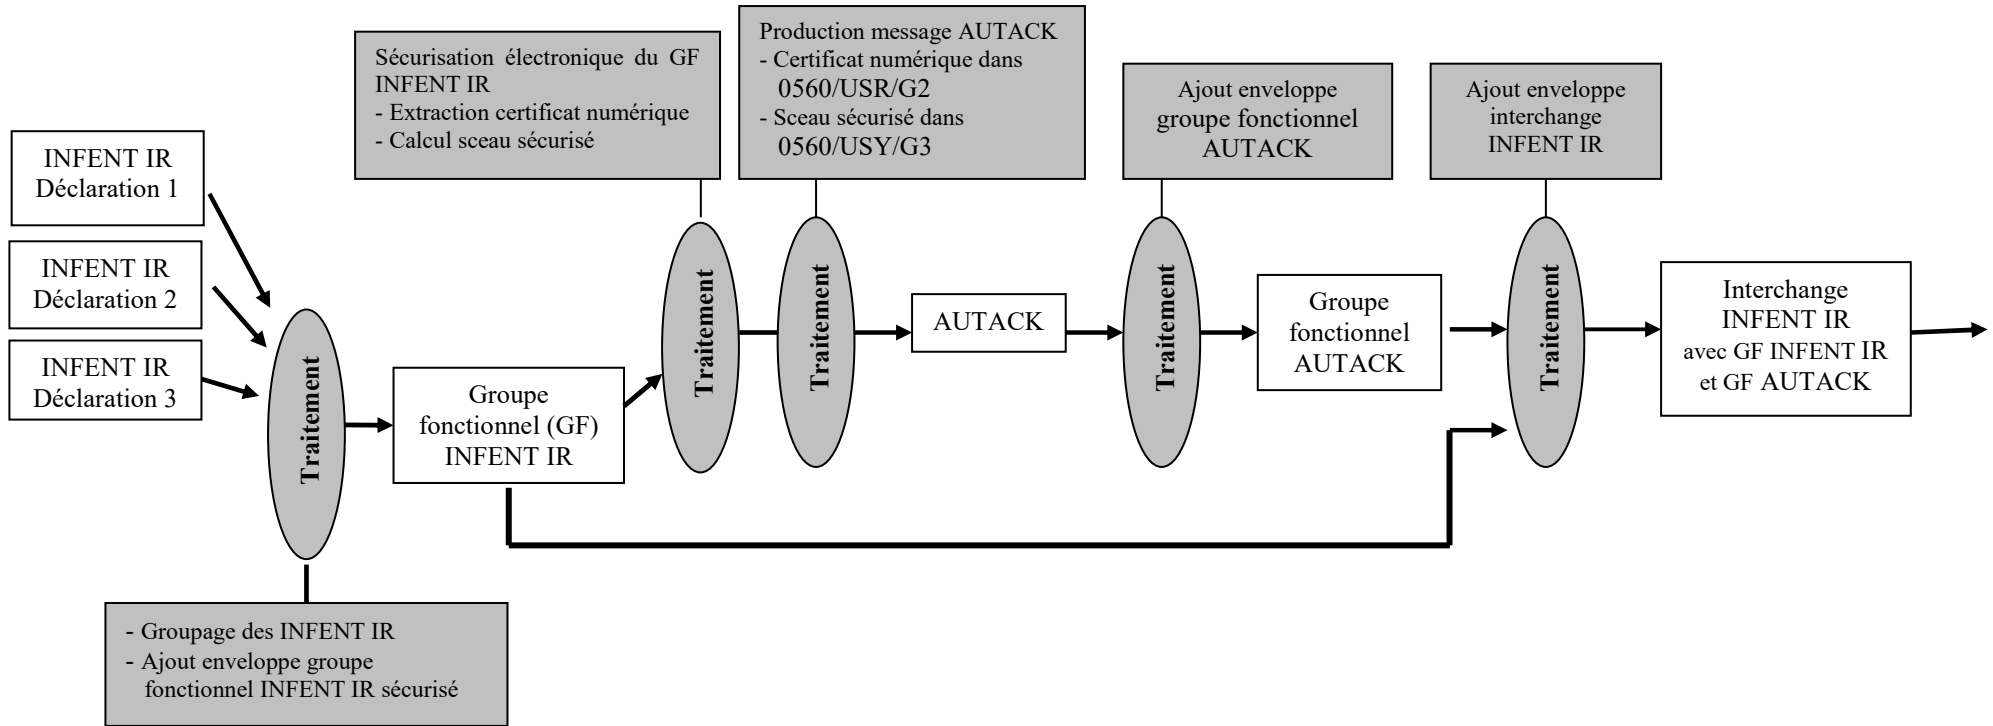 INFENT IR
Déclaration 1
INFENT IR
Déclaration 2
INFENT IR
Déclaration 3
Traitement
- Groupage des INFENT IR
- Ajout enveloppe groupe
fonctionnel INFENT IR sécurisé
Groupe
fonctionnel (GF)
INFENT IR
Sécurisation électronique du GF
INFENT IR
- Extraction certificat numérique
- Calcul sceau sécurisé
Traitement
Production message AUTACK
- Certificat numérique dans
0560/USR/G2
- Sceau sécurisé dans
0560/USY/G3
Traitement
AUTACK
Ajout enveloppe
groupe fonctionnel
AUTACK
Traitement
Groupe
fonctionnel
AUTACK
Ajout enveloppe
interchange
INFENT IR
Traitement
Interchange
INFENT IR
avec GF INFENT IR
et GF AUTACK